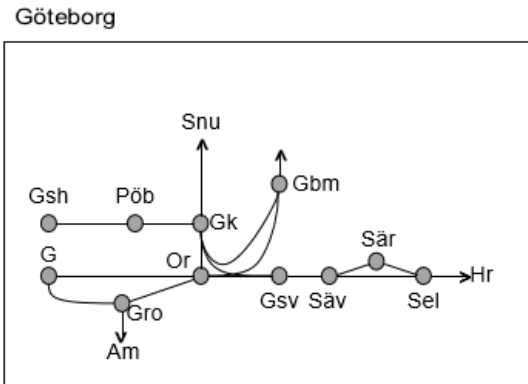 Göteborg
Snu
Gbm
Gsh
Pöb
Gk
Sär
G
Or
Hr
Gsv
Säv
Sel
Gro
Am